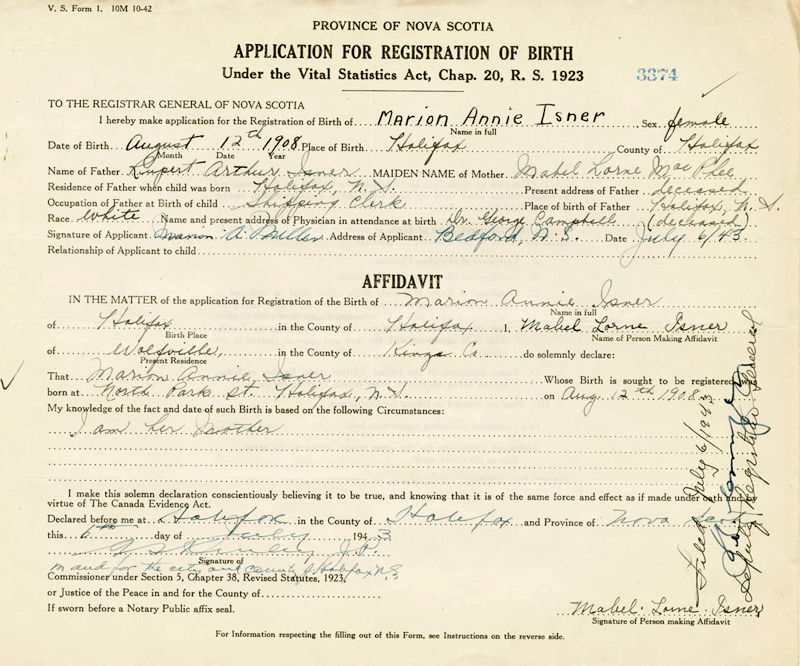 V. S. Form 1. 10M 10-42
PROVINCE OF NOVA SCOTIA
APPLICATION FOR REGISTRATION OF BIRTH
Under the Vital Statistics Act, Chap. 20, R. S. 1923
3374
TO THE REGISTRAR GENERAL OF NOVA SCOTIA
I hereby make application for the Registration of Birth of Marion Annie Isner Sex female
Name in full
Date of Birth August 12th 1908 Place of Birth Halifax County of Halifax
Month Date Year
Name of Father Rupert Arthur Isner MAIDEN NAME of Mother Mabel Lorne MacPhee
Residence of Father when child was born Halifax, N.S. Present address of Father deceased
Occupation of Father at Birth of child Shipping Clerk Place of birth of Father Halifax, N.S.
Race White Name and present address of Physician in attendance at birth Dr. George Campbell (deceased)
Signature of Applicant Marion A. Miller Address of Applicant Bedford, N.S. Date July 6/43
Relationship of Applicant to child
AFFIDAVIT
IN THE MATTER of the application for Registration of the Birth of Marion Annie Isner
Name in full
of Halifax in the County of Halifax I, Mabel Lorne Isner
Birth Place Name of Person Making Affidavit
of Wolfville, in the County of Kings Co. do solemnly declare:
Present Residence
That Marion Annie Isner Whose Birth is sought to be registered was
born at North Park St. Halifax, N.S. on Aug. 12th 1908
My knowledge of the fact and date of such Birth is based on the following Circumstances:
I am her Mother
I make this solemn declaration conscientiously believing it to be true, and knowing that it is of the same force and effect as if made under oath and by
virtue of The Canada Evidence Act.
Declared before me at Halifax in the County of Halifax and Province of Nova Scotia
this 6th day of July 1943
J.P.
Signature of
in and for the city and county of Halifax N.S.
Commissioner under Section 5, Chapter 38, Revised Statutes, 1923,
or Justice of the Peace in and for the County of
If sworn before a Notary Public affix seal.
Mabel Lorne Isner
Signature of Person making Affidavit
For Information respecting the filling out of this Form, see Instructions on the reverse side.
Filed July 6/1943
Deputy Registrar General